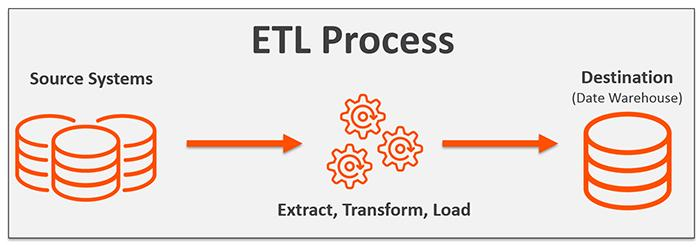 ETL Process
Source Systems
Destination
(Date Warehouse)
Extract, Transform, Load